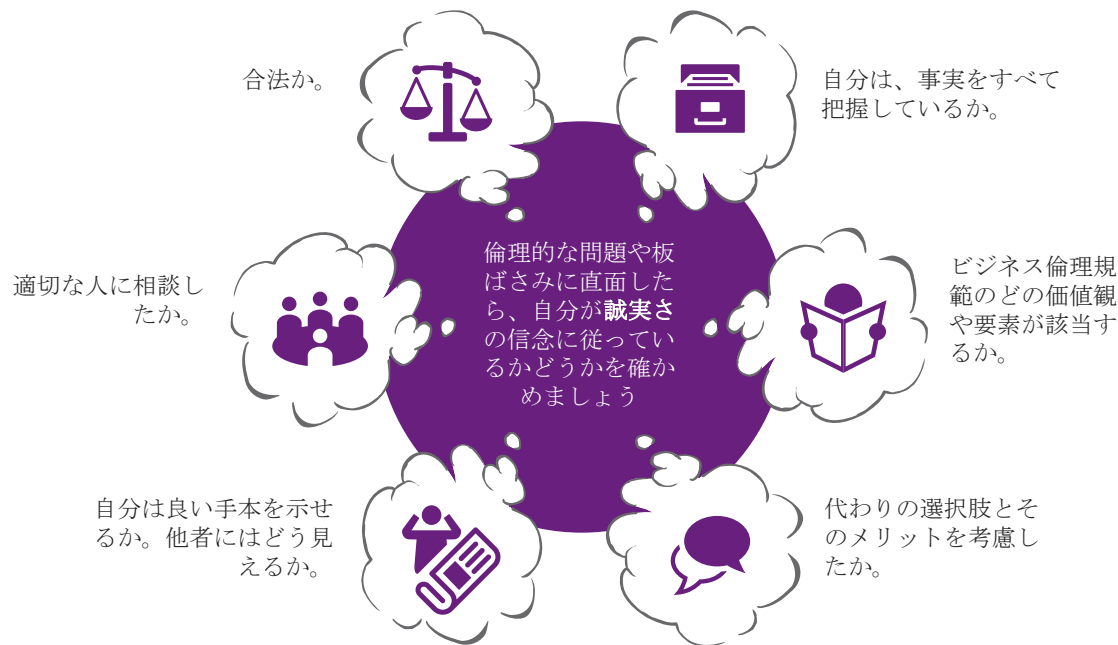 合法か。
自分は、事実をすべて
把握しているか。
倫理的な問題や板
ばさみに直面した
ら、自分が誠実さ
の信念に従ってい
るかどうかを確か
めましょう
適切な人に相談し
たか。
ビジネス倫理規
範のどの価値観
や要素が該当す
るか。
自分は良い手本を示せ
るか。他者にはどう見
えるか。
代わりの選択肢とそ
のメリットを考慮し
たか。